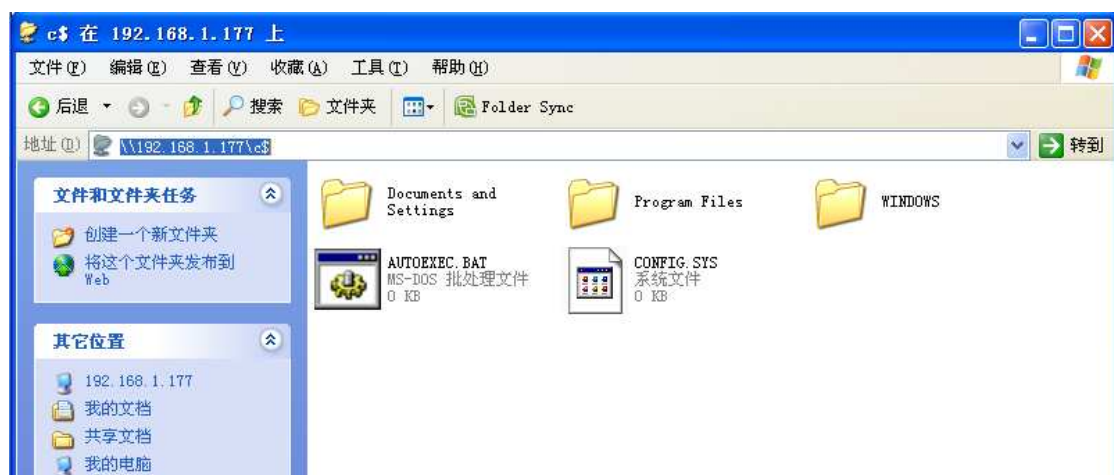 c$ 在 192.168.1.177 上
文件(F) 编辑(E) 查看(V) 收藏(A) 工具(T) 帮助(H)
后退 搜索 文件夹 Folder Sync
地址(D) \\192.168.1.177\c$ 转到
文件和文件夹任务
创建一个新文件夹
将这个文件夹发布到
Web
其它位置
192.168.1.177
我的文档
共享文档
我的电脑
Documents and
Settings
Program Files
WINDOWS
AUTOEXEC.BAT
MS-DOS 批处理文件
0 KB
CONFIG.SYS
系统文件
0 KB